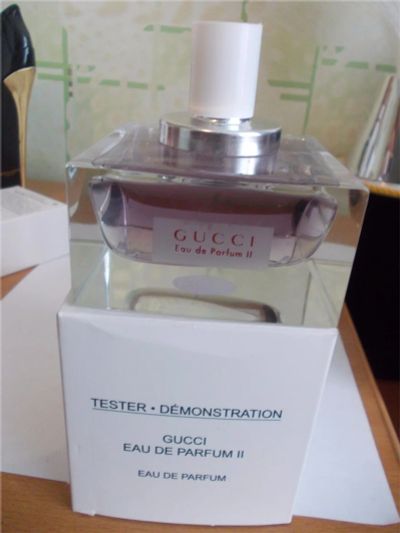 GUCCI
Eau de Parfum II
TESTER • DÉMONSTRATION
GUCCI
EAU DE PARFUM II
EAU DE PARFUM